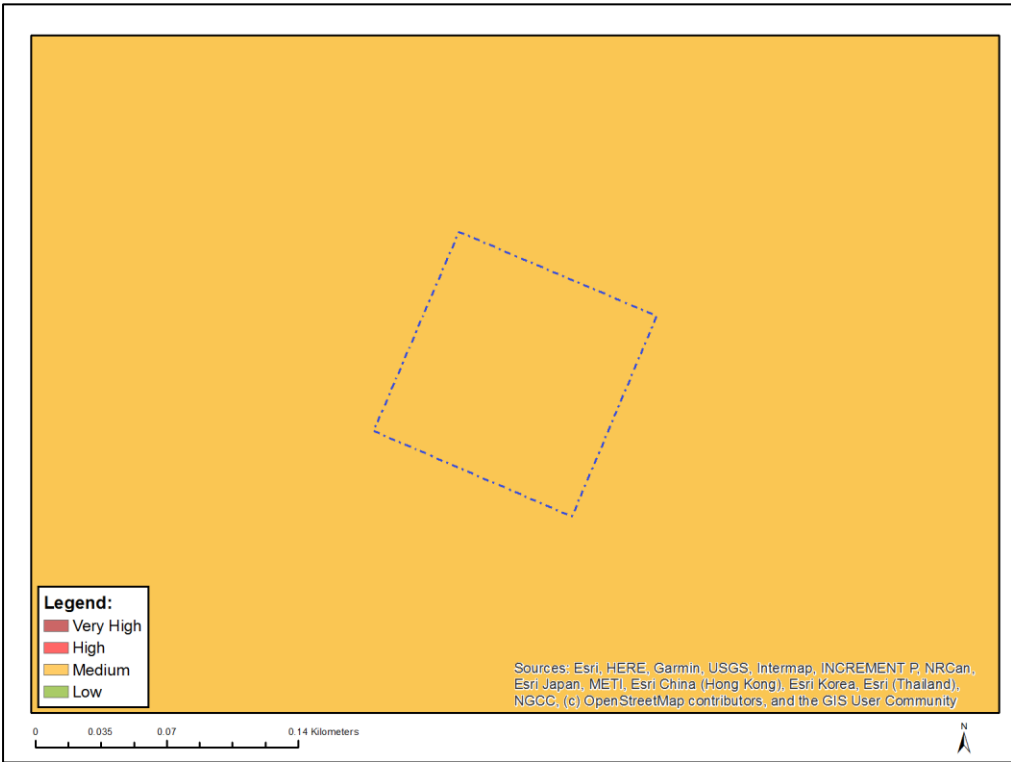 Legend:
Very High
High
Medium
Low
Sources: Esri, HERE, Garmin, USGS, Intermap, INCREMENT P, NRCan,
Esri Japan, METI, Esri China (Hong Kong), Esri Korea, Esri (Thailand),
NGCC, (c) OpenStreetMap contributors, and the GIS User Community
0 0.035 0.07 0.14 Kilometers
N